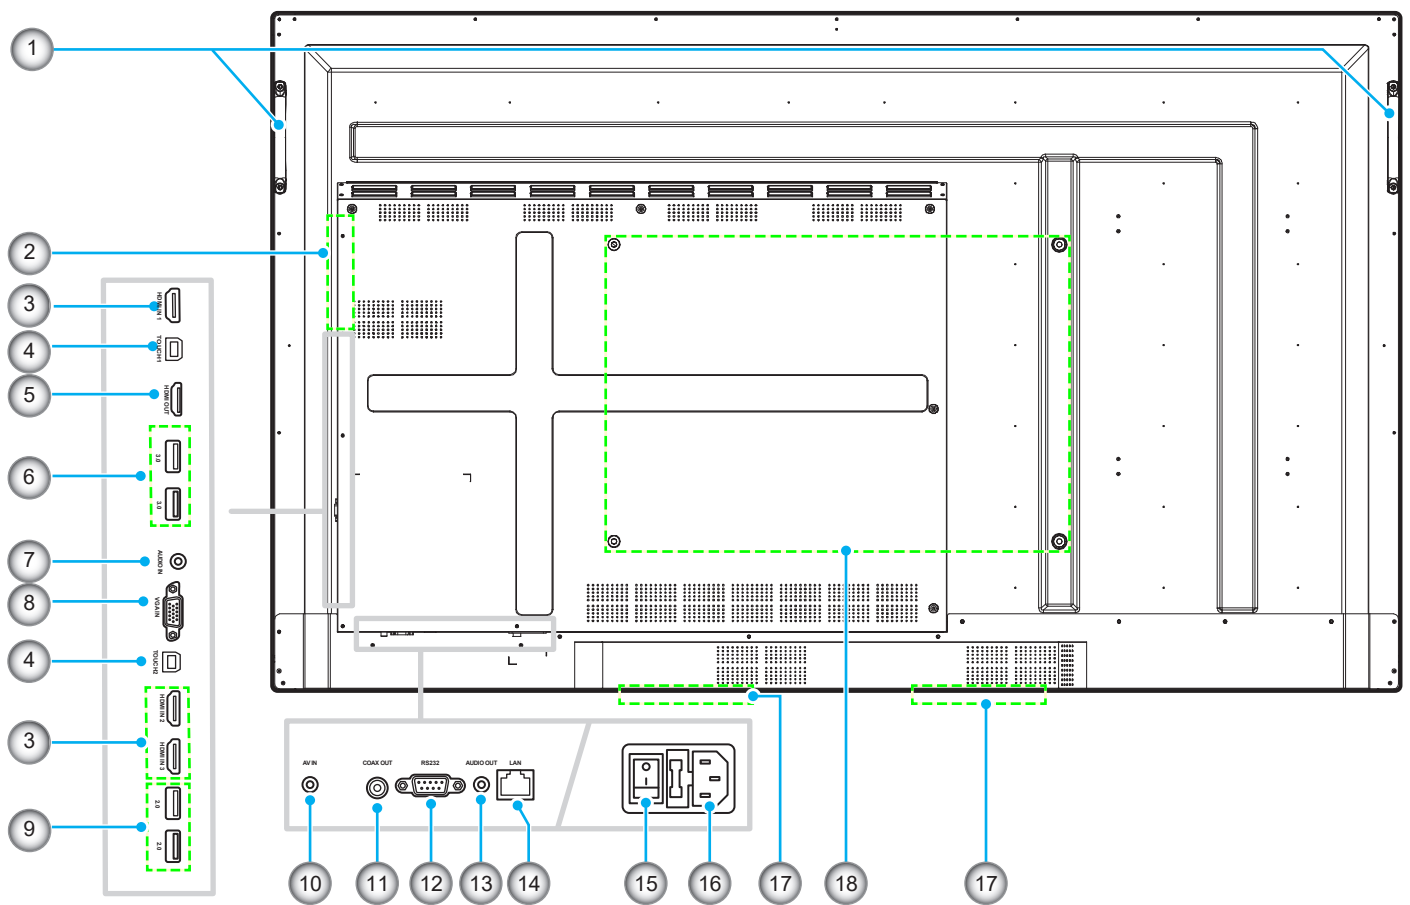 1
2
3
HDMI IN 1
4
TOUCH1
5
HDMI OUT
6
3.0
3.0
7
AUDIO IN
8
VGA IN
4
TOUCH2
HDMI IN 2
3
HDMI IN 3
2.0
9
2.0
AV IN
COAX OUT
RS232
AUDIO OUT
LAN
10
11
12
13
14
15
16
17
18
17